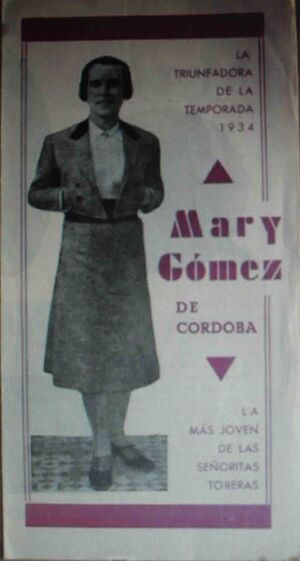 LA
TRIUNFADORA
DE LA
TEMPORADA
1934
Mary
Gómez
DE
CORDOBA
LA
MÁS JOVEN
DE LAS
SEÑORITAS
TORERAS